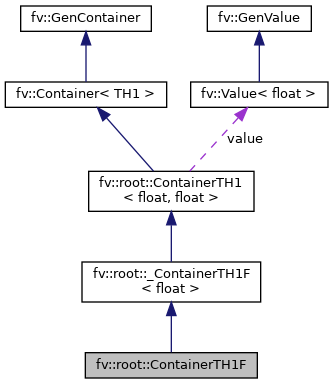 fv::GenContainer
fv::GenValue
fv::Container< TH1 >
fv::Value< float >
value
fv::root::ContainerTH1
< float, float >
fv::root::_ContainerTH1F
< float >
fv::root::ContainerTH1F